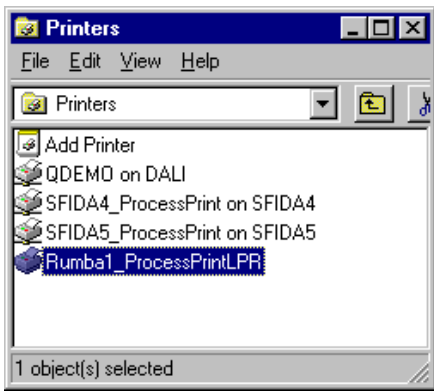 Printers
File Edit View Help
Printers
Add Printer
QDEMO on DALI
SFIDA4_ProcessPrint on SFIDA4
SFIDA5_ProcessPrint on SFIDA5
Rumba1_ProcessPrintLPR
1 object(s) selected